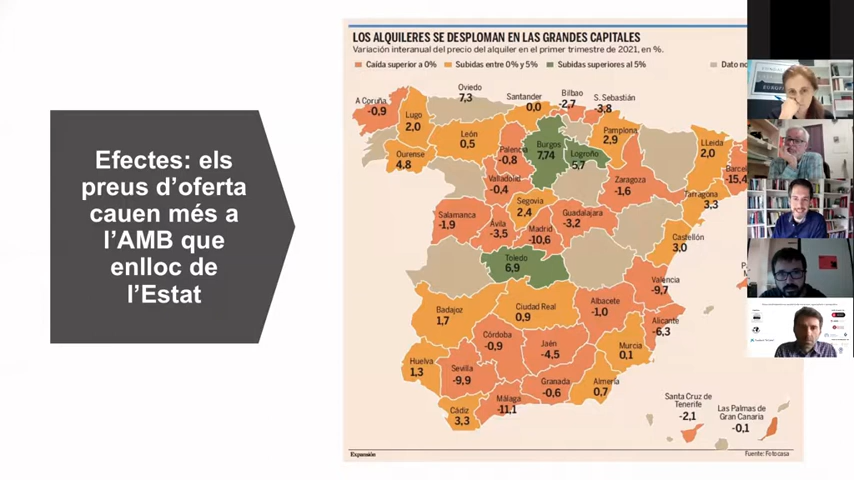 Efectes: els
preus d'oferta
cauen més a
l'AMB que
enlloc de
l'Estat
LOS ALQUILERES SE DESPLOMAN EN LAS GRANDES CAPITALES
Variación interanual del precio del alquiler en el primer trimestre de 2021, en %.
Caída superior a 0% Subidas entre 0% y 5% Subidas superiores al 5% Dato no
Oviedo
7,3
A Coruña
-0,9
Lugo
2,0
Santander
0,0
Bilbao
-2,7
S. Sebastián
-3,8
León
0,5
Ourense
4,8
Palencia
-0,8
Burgos
7,74
Logroño
5,7
Pamplona
2,9
LLeida
2,0
Barcel
-15,4
Valladolid
-0,4
Zaragoza
-1,6
Tarragona
3,3
Segovia
2,4
Salamanca
-1,9
Ávila
-3,5
Madrid
-10,6
Guadalajara
-3,2
Castellón
3,0
Toledo
6,9
Valencia
-9,7
Badajoz
1,7
Ciudad Real
0,9
Albacete
-1,0
Alicante
-6,3
Córdoba
-0,9
Jaén
-4,5
Murcia
0,1
Huelva
1,3
Sevilla
-9,9
Granada
-0,6
Almería
0,7
Cádiz
3,3
Málaga
-11,1
Santa Cruz de
Tenerife
-2,1
Las Palmas de
Gran Canaria
-0,1
Expansión
Fuente: Fotocasa